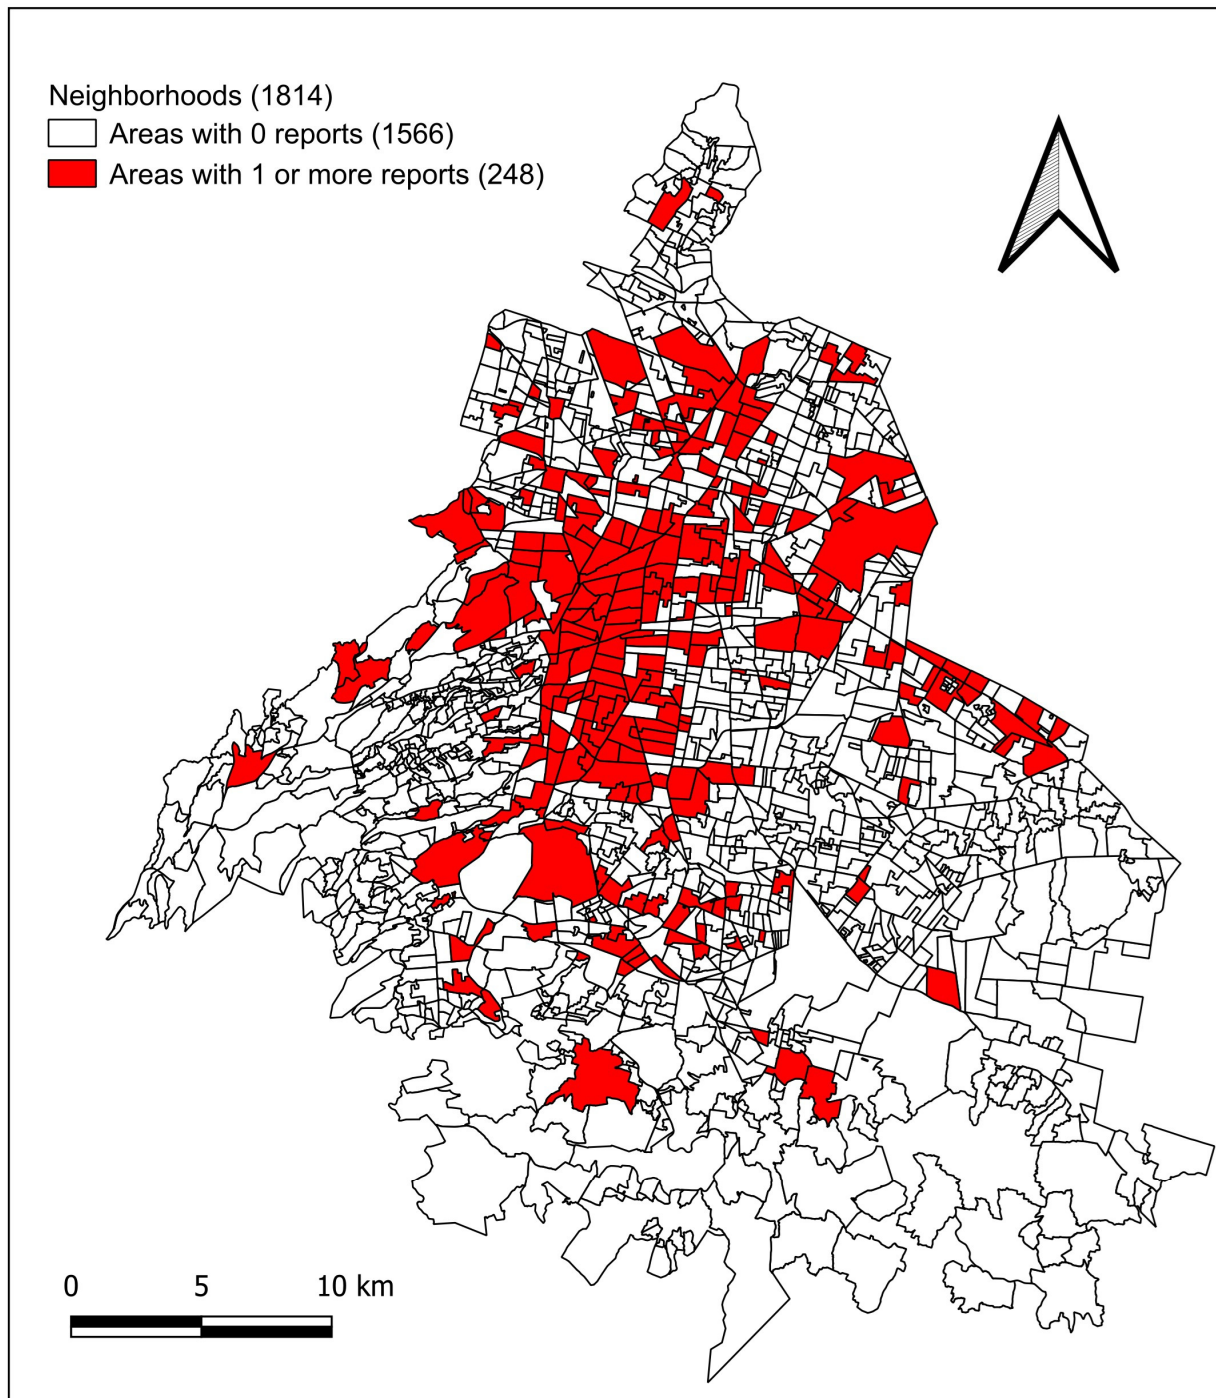 Neighborhoods (1814)
Areas with 0 reports (1566)
Areas with 1 or more reports (248)
0 5 10 km